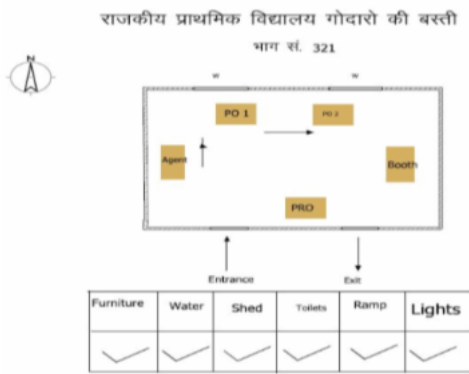 राजकीय प्राथमिक विद्यालय गोदारो की बस्ती
भाग सं. 321
N
W W
PO 1 PO 2
Agent Booth
PRO
Entrance Exit
Furniture Water Shed Toilets Ramp Lights